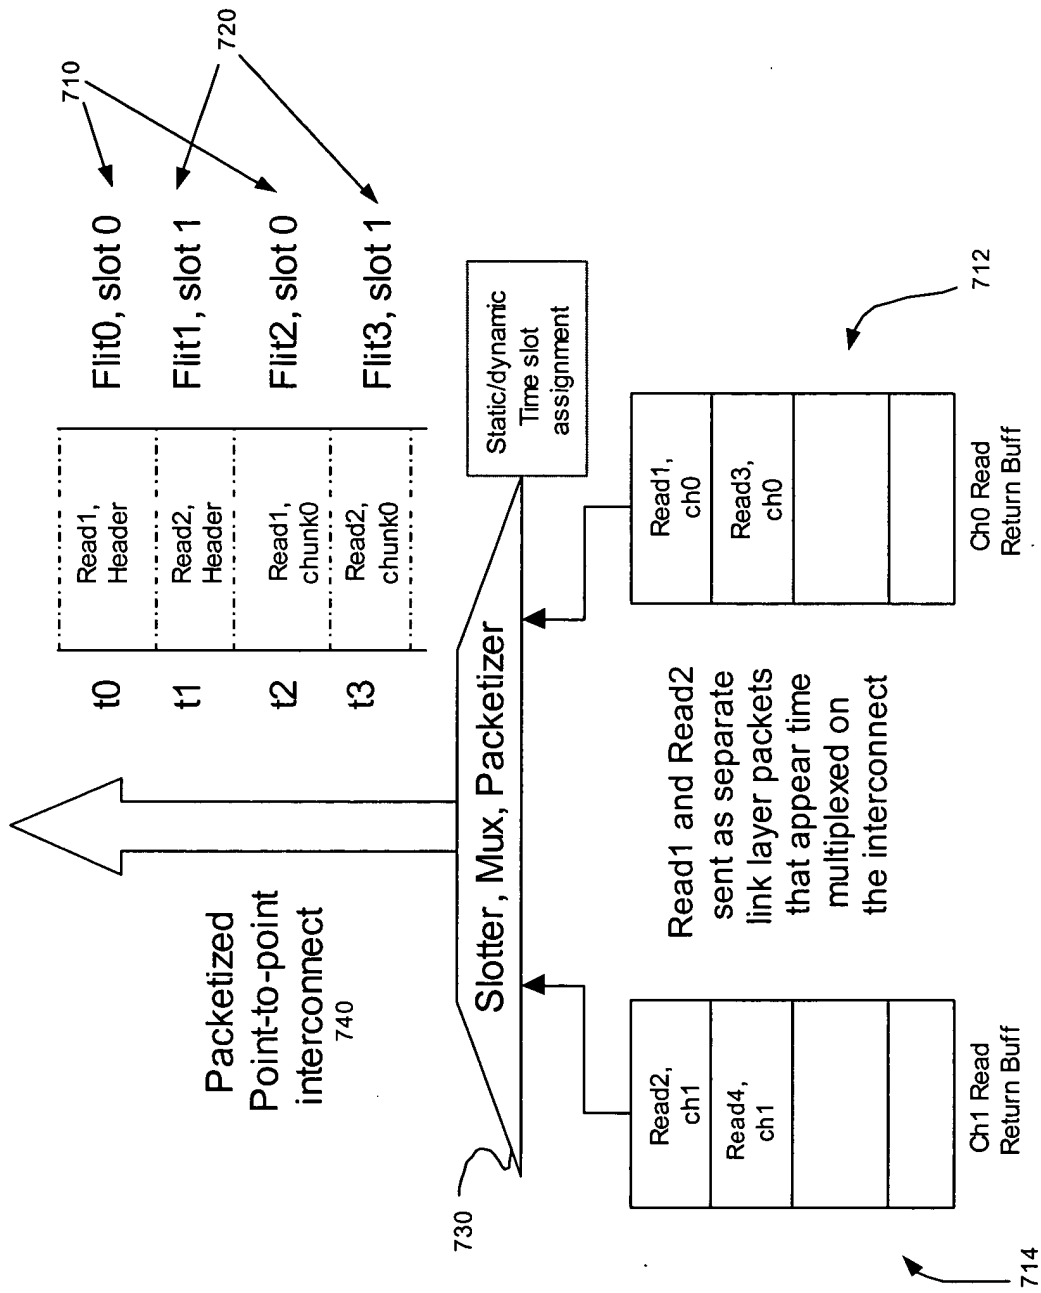 Packetized
Point-to-point
interconnect
740
t0
t1
t2
t3
Read1,
Header
Read2,
Header
Read1,
chunk0
Read2,
chunk0
Flit0, slot 0
Flit1, slot 1
Flit2, slot 0
Flit3, slot 1
710
720
730
Slotter, Mux, Packetizer
Static/dynamic
Time slot
assignment
Read2,
ch1
Read4,
ch1
Ch1 Read
Return Buff
714
Read1 and Read2
sent as separate
link layer packets
that appear time
multiplexed on
the interconnect
Read1,
ch0
Read3,
ch0
Ch0 Read
Return Buff
712